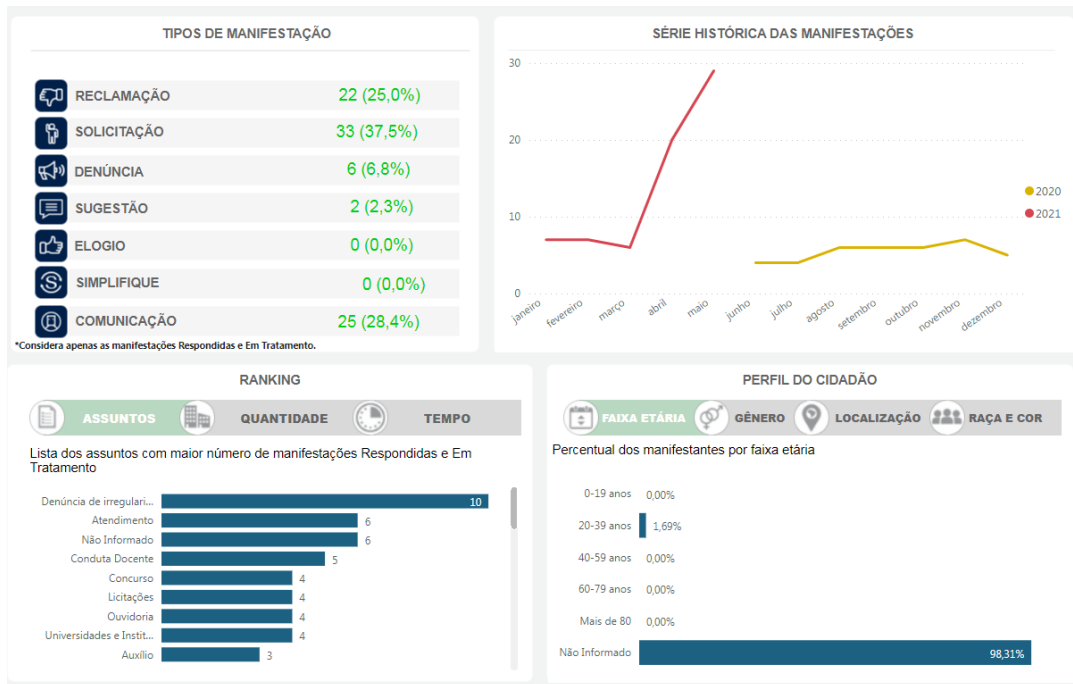 TIPOS DE MANIFESTAÇÃO
RECLAMAÇÃO 22 (25,0%)
SOLICITAÇÃO 33 (37,5%)
DENÚNCIA 6 (6,8%)
SUGESTÃO 2 (2,3%)
ELOGIO 0 (0,0%)
SIMPLIFIQUE 0 (0,0%)
COMUNICAÇÃO 25 (28,4%)
*Considera apenas as manifestações Respondidas e Em Tratamento.
SÉRIE HISTÓRICA DAS MANIFESTAÇÕES
30
20
10
0
janeiro fevereiro março abril maio junho julho agosto setembro outubro novembro dezembro
2020
2021
RANKING
ASSUNTOS QUANTIDADE TEMPO
Lista dos assuntos com maior número de manifestações Respondidas e Em
Tratamento
Denúncia de irregulari... 10
Atendimento 6
Não Informado 6
Conduta Docente 5
Concurso 4
Licitações 4
Ouvidoria 4
Universidades e Instit... 4
Auxílio 3
PERFIL DO CIDADÃO
FAIXA ETÁRIA GÊNERO LOCALIZAÇÃO RAÇA E COR
Percentual dos manifestantes por faixa etária
0-19 anos 0,00%
20-39 anos 1,69%
40-59 anos 0,00%
60-79 anos 0,00%
Mais de 80 0,00%
Não Informado 98,31%